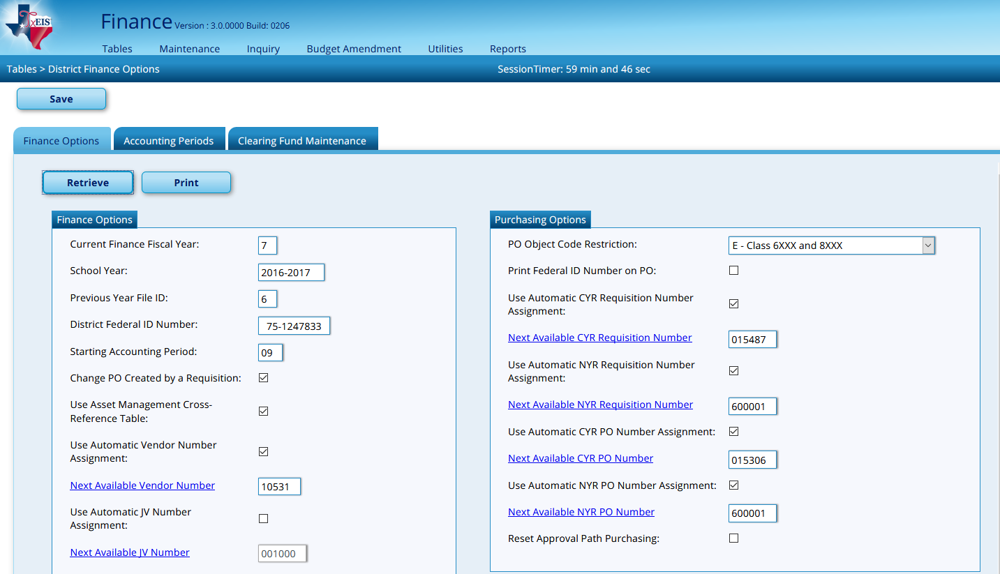 TxEIS
Finance Version : 3.0.0000 Build: 0206
Tables Maintenance Inquiry Budget Amendment Utilities Reports
Tables > District Finance Options
SessionTimer: 59 min and 46 sec
Save
Finance Options Accounting Periods Clearing Fund Maintenance
Retrieve Print
Finance Options
Current Finance Fiscal Year: 7
School Year: 2016-2017
Previous Year File ID: 6
District Federal ID Number: 75-1247833
Starting Accounting Period: 09
Change PO Created by a Requisition:
Use Asset Management Cross-
Reference Table:
Use Automatic Vendor Number
Assignment:
Next Available Vendor Number 10531
Use Automatic JV Number
Assignment:
Next Available JV Number 001000
Purchasing Options
PO Object Code Restriction: E - Class 6XXX and 8XXX
Print Federal ID Number on PO:
Use Automatic CYR Requisition Number
Assignment:
Next Available CYR Requisition Number 015487
Use Automatic NYR Requisition Number
Assignment:
Next Available NYR Requisition Number 600001
Use Automatic CYR PO Number Assignment:
Next Available CYR PO Number 015306
Use Automatic NYR PO Number Assignment:
Next Available NYR PO Number 600001
Reset Approval Path Purchasing: